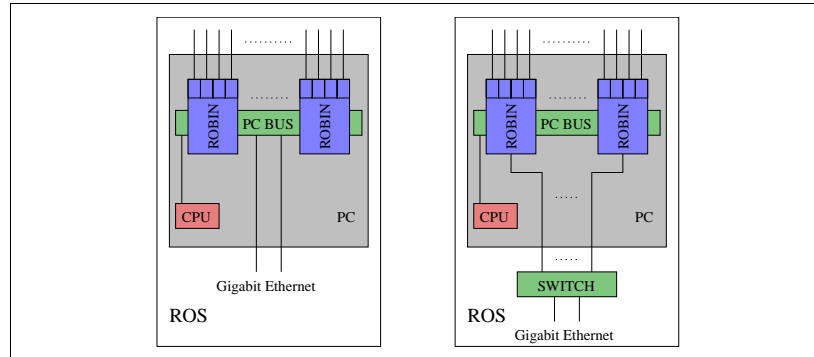 ROBIN
PC BUS
ROBIN
CPU
PC
Gigabit Ethernet
ROS
ROBIN
PC BUS
ROBIN
CPU
PC
SWITCH
ROS
Gigabit Ethernet